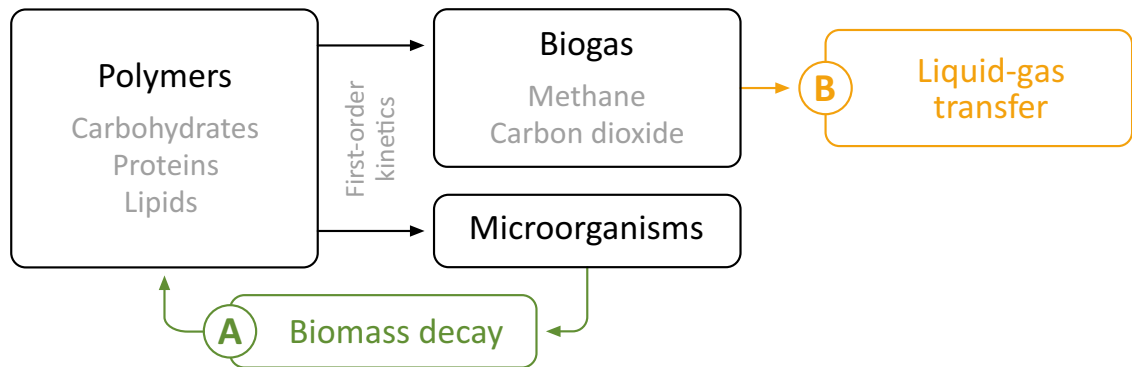 Polymers
Carbohydrates
Proteins
Lipids
First-order
kinetics
Biogas
Methane
Carbon dioxide
B
Liquid-gas
transfer
Microorganisms
A
Biomass decay